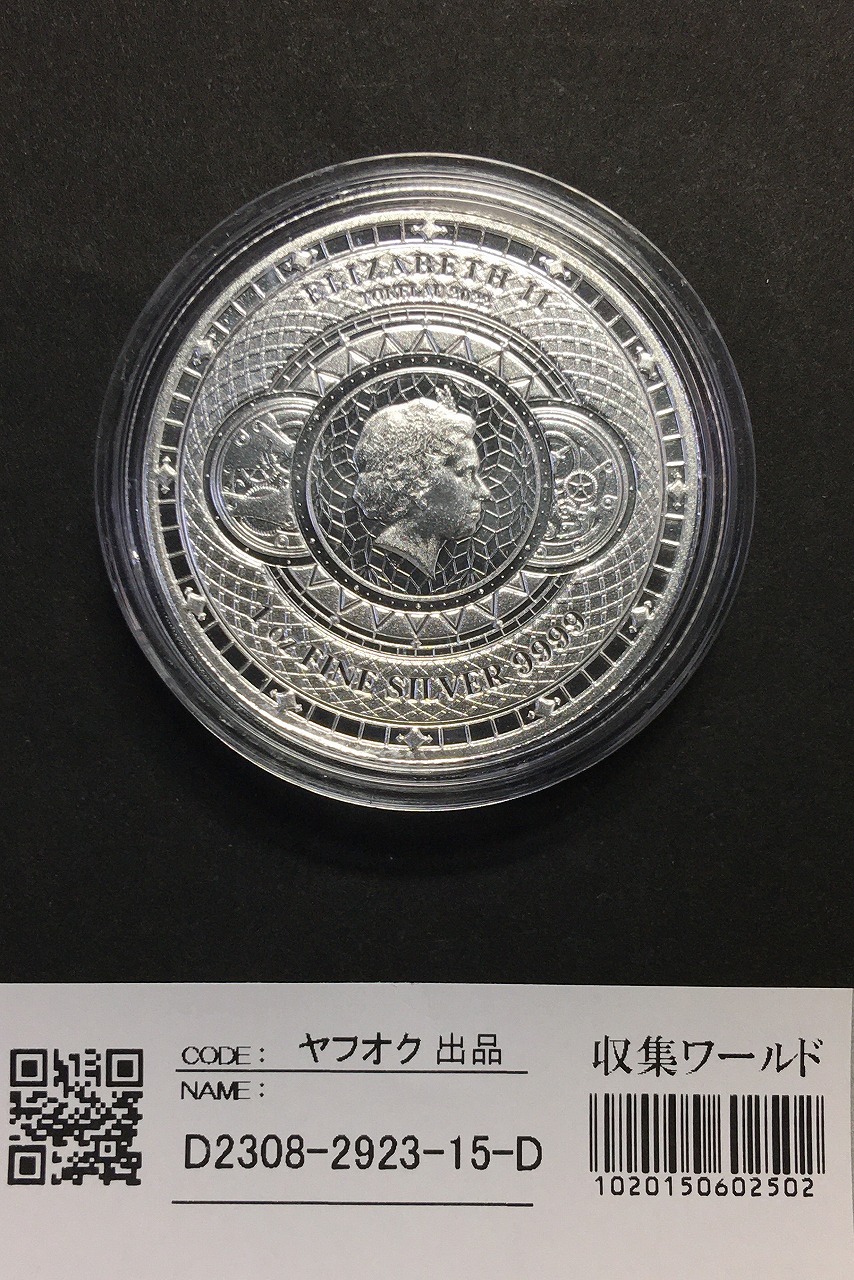 ELIZABETH II
TOKELAU 2023
1 oz FINE SILVER 9999
CODE: ヤフオク 出品
NAME:
D2308-2923-15-D
収集ワールド
1020150602502